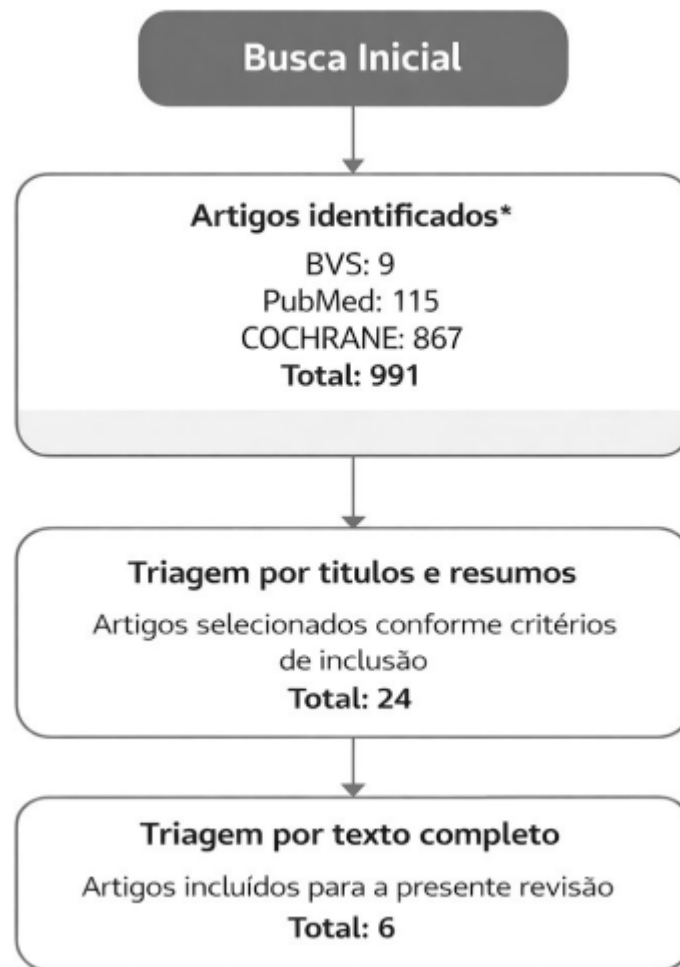 Busca Inicial
Artigos identificados*
BVS: 9
PubMed: 115
COCHRANE: 867
Total: 991
Triagem por titulos e resumos
Artigos selecionados conforme critérios
de inclusão
Total: 24
Triagem por texto completo
Artigos incluídos para a presente revisão
Total: 6